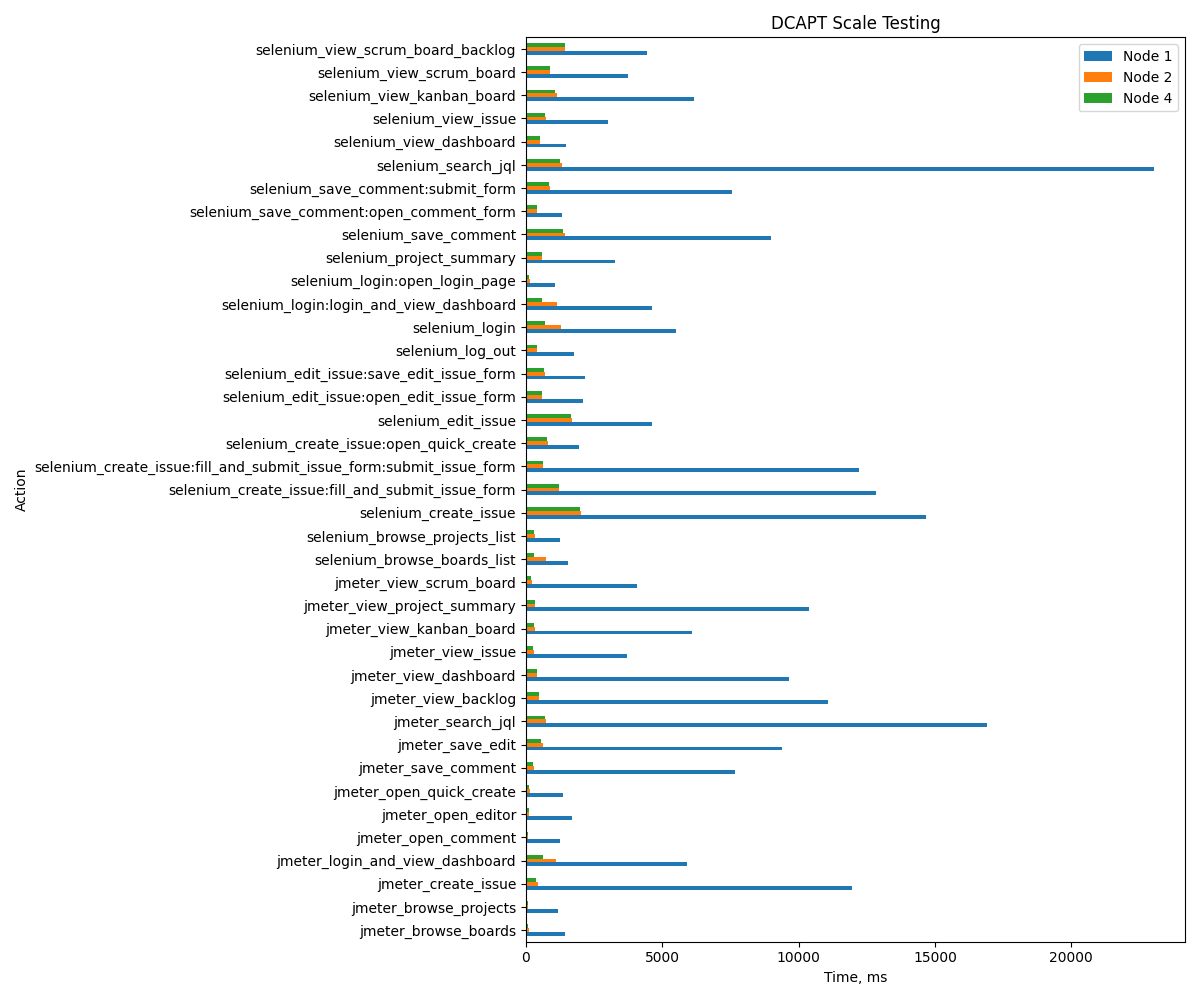 DCAPT Scale Testing
Node 1
Node 2
Node 4
selenium_view_scrum_board_backlog
selenium_view_scrum_board
selenium_view_kanban_board
selenium_view_issue
selenium_view_dashboard
selenium_search_jql
selenium_save_comment:submit_form
selenium_save_comment:open_comment_form
selenium_save_comment
selenium_project_summary
selenium_login:open_login_page
selenium_login:login_and_view_dashboard
selenium_login
selenium_log_out
selenium_edit_issue:save_edit_issue_form
selenium_edit_issue:open_edit_issue_form
selenium_edit_issue
selenium_create_issue:open_quick_create
selenium_create_issue:fill_and_submit_issue_form:submit_issue_form
selenium_create_issue:fill_and_submit_issue_form
selenium_create_issue
selenium_browse_projects_list
selenium_browse_boards_list
jmeter_view_scrum_board
jmeter_view_project_summary
jmeter_view_kanban_board
jmeter_view_issue
jmeter_view_dashboard
jmeter_view_backlog
jmeter_search_jql
jmeter_save_edit
jmeter_save_comment
jmeter_open_quick_create
jmeter_open_editor
jmeter_open_comment
jmeter_login_and_view_dashboard
jmeter_create_issue
jmeter_browse_projects
jmeter_browse_boards
Action
0 5000 10000 15000 20000
Time, ms